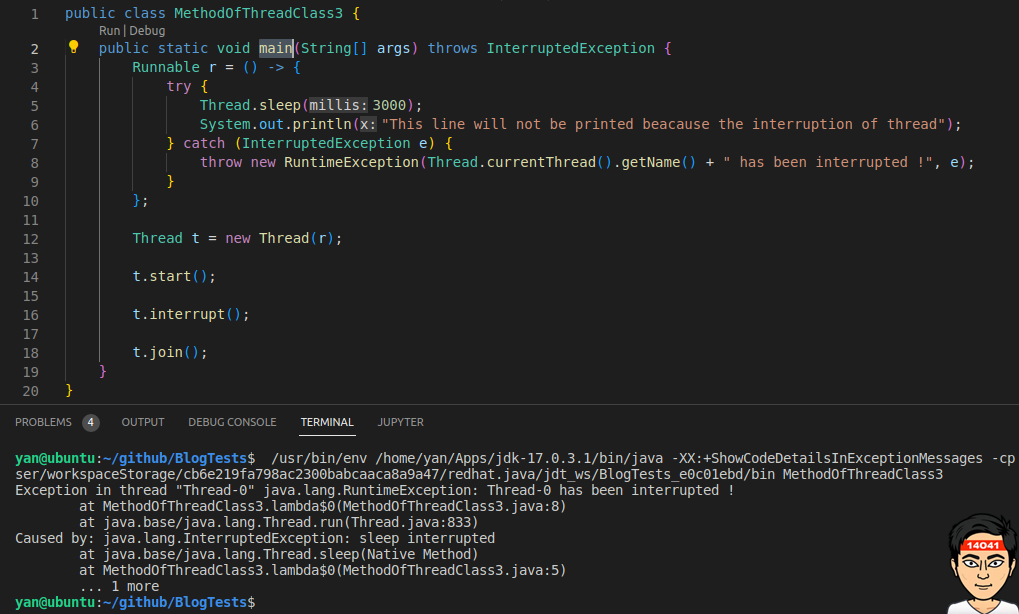 1 public class MethodOfThreadClass3 {
Run | Debug
2 public static void main(String[] args) throws InterruptedException {
3 Runnable r = () -> {
4 try {
5 Thread.sleep(millis: 3000);
6 System.out.println(x: "This line will not be printed beacause the interruption of thread");
7 } catch (InterruptedException e) {
8 throw new RuntimeException(Thread.currentThread().getName() + " has been interrupted !", e);
9 }
10 };
11
12 Thread t = new Thread(r);
13
14 t.start();
15
16 t.interrupt();
17
18 t.join();
19 }
20 }
PROBLEMS 4 OUTPUT DEBUG CONSOLE TERMINAL JUPYTER
yan@ubuntu:~/github/BlogTests$ /usr/bin/env /home/yan/Apps/jdk-17.0.3.1/bin/java -XX:+ShowCodeDetailsInExceptionMessages -cp
ser/workspaceStorage/cb6e219fa798ac2300babcaaca8a9a47/redhat.java/jdt_ws/BlogTests_e0c01ebd/bin MethodOfThreadClass3
Exception in thread "Thread-0" java.lang.RuntimeException: Thread-0 has been interrupted !
at MethodOfThreadClass3.lambda$0(MethodOfThreadClass3.java:8)
at java.base/java.lang.Thread.run(Thread.java:833)
Caused by: java.lang.InterruptedException: sleep interrupted
at java.base/java.lang.Thread.sleep(Native Method)
at MethodOfThreadClass3.lambda$0(MethodOfThreadClass3.java:5)
... 1 more
yan@ubuntu:~/github/BlogTests$
14041